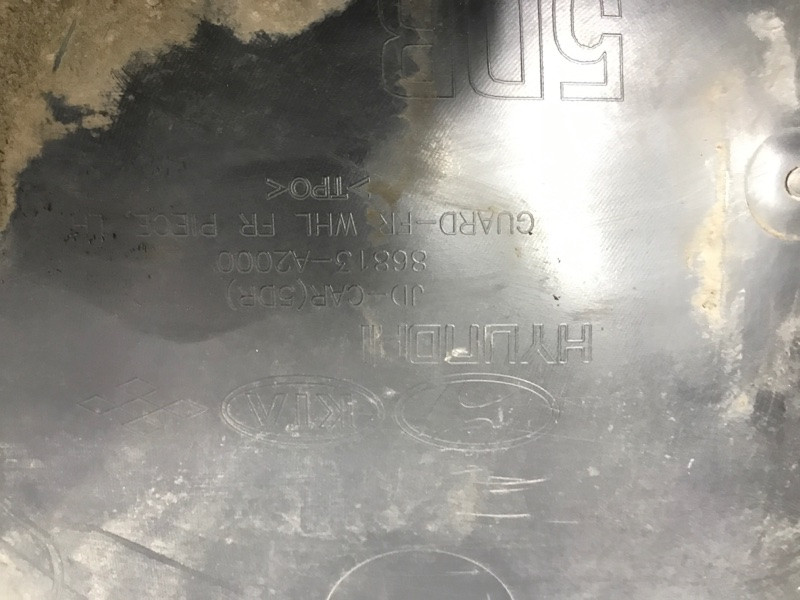 KIA
HYUNDAI
JD-CAR(5DR)
86813-A2000
GUARD-FR WHL FR PIECE, LH
>TPO<
5DR